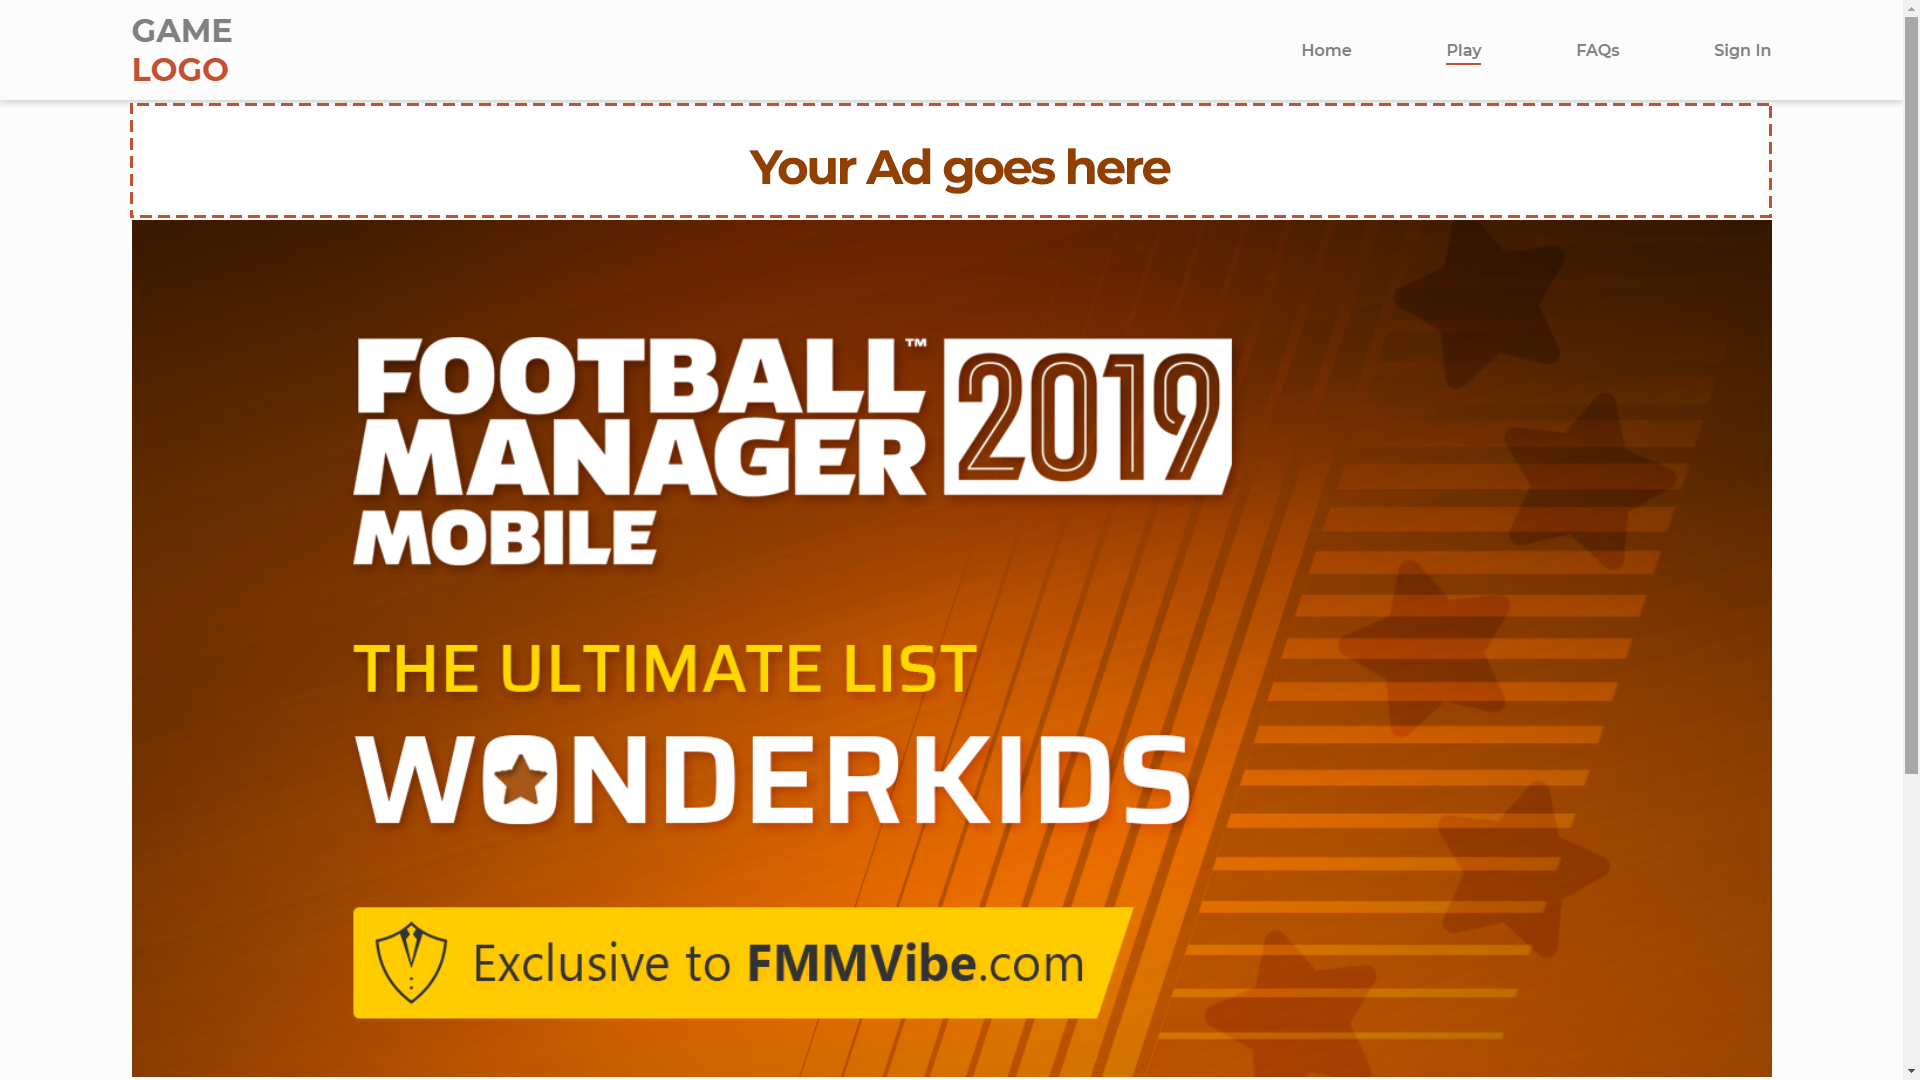 GAME
LOGO
Home
Play
FAQs
Sign In
Your Ad goes here
FOOTBALL™
MANAGER
2019
MOBILE
THE ULTIMATE LIST
WONDERKIDS
Exclusive to FMMVibe.com